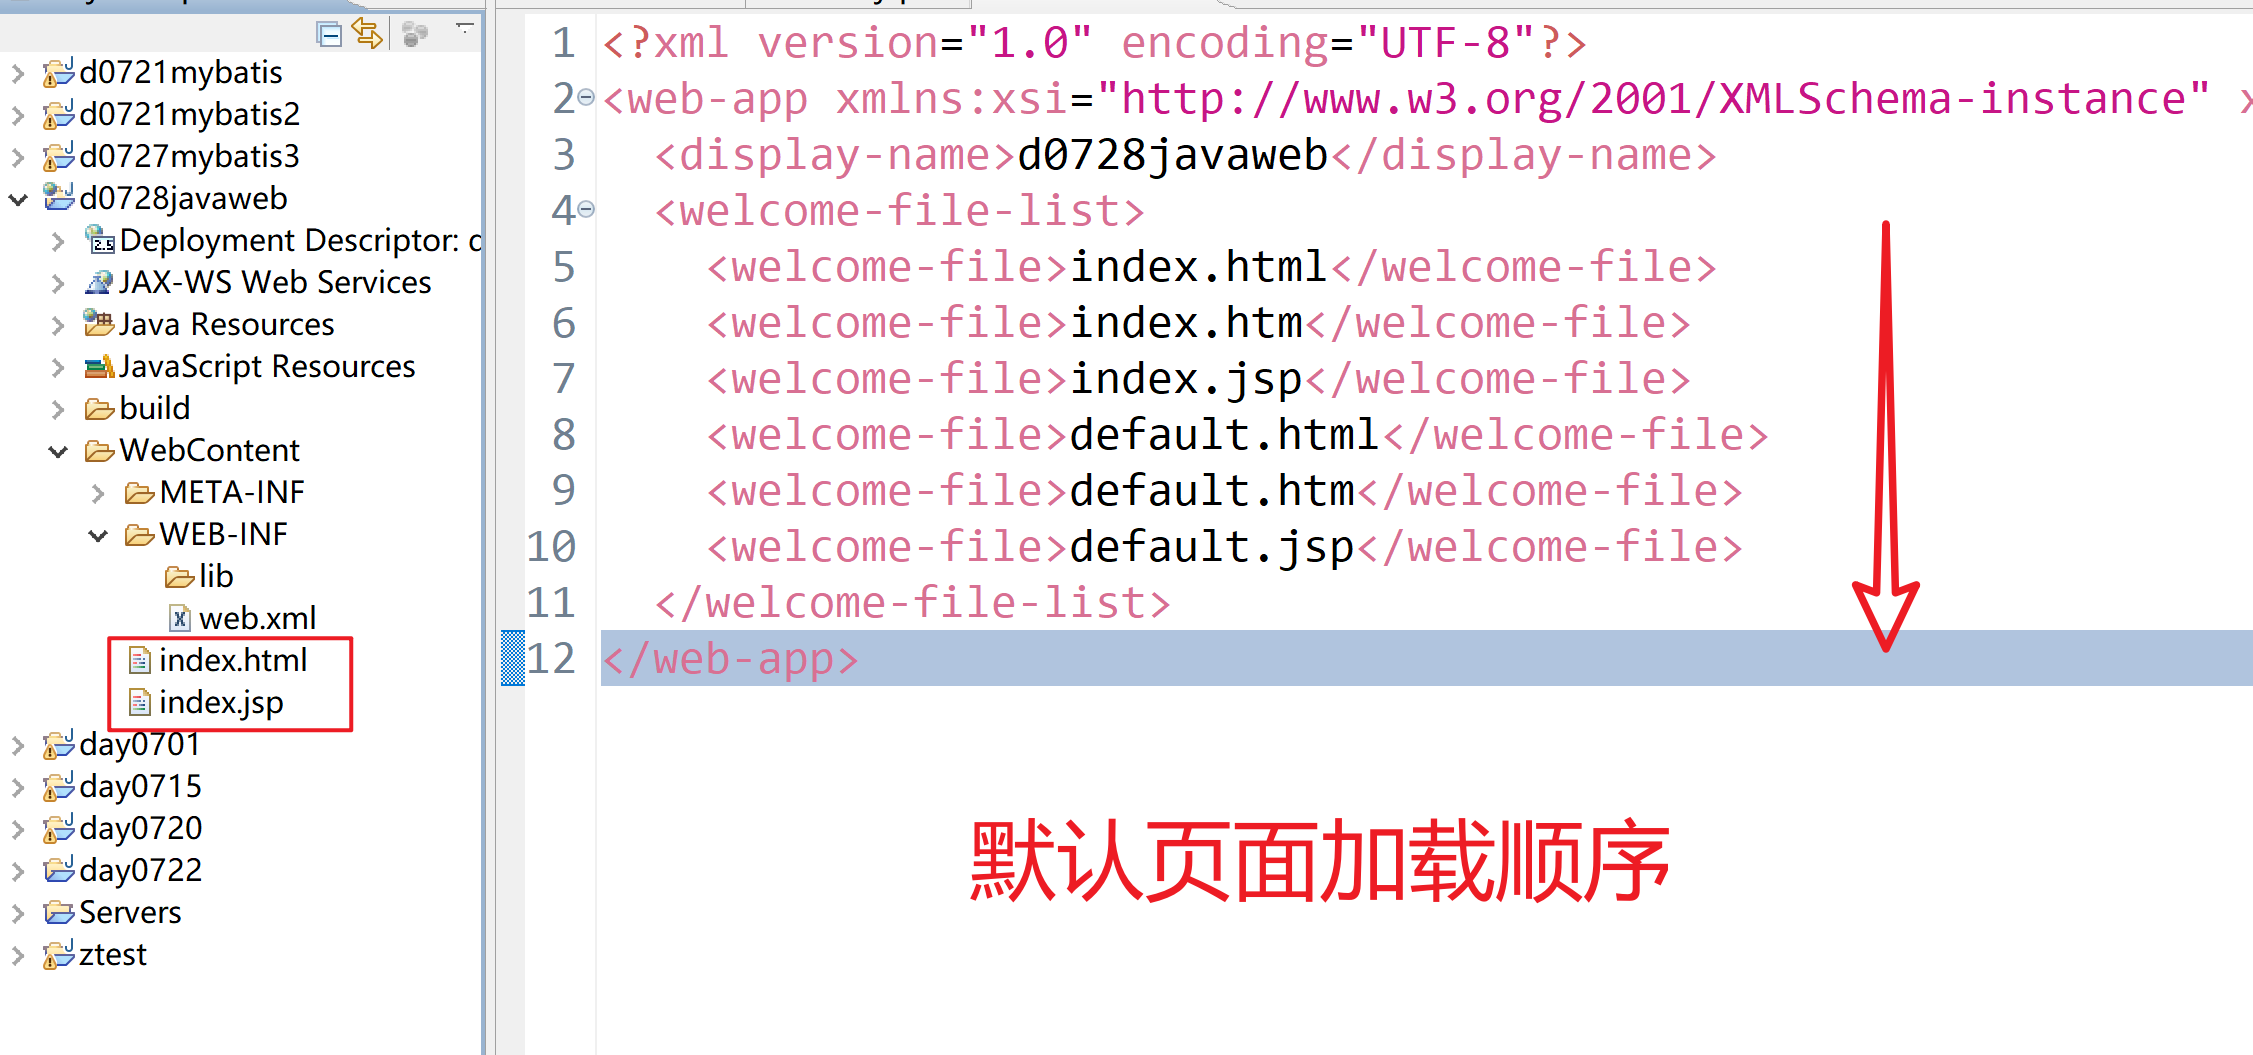 d0721mybatis
d0721mybatis2
d0727mybatis3
d0728javaweb
Deployment Descriptor:
JAX-WS Web Services
Java Resources
JavaScript Resources
build
WebContent
META-INF
WEB-INF
lib
web.xml
index.html
index.jsp
day0701
day0715
day0720
day0722
Servers
ztest
1 <?xml version="1.0" encoding="UTF-8"?>
2 <web-app xmlns:xsi="http://www.w3.org/2001/XMLSchema-instance"
3 <display-name>d0728javaweb</display-name>
4 <welcome-file-list>
5 <welcome-file>index.html</welcome-file>
6 <welcome-file>index.htm</welcome-file>
7 <welcome-file>index.jsp</welcome-file>
8 <welcome-file>default.html</welcome-file>
9 <welcome-file>default.htm</welcome-file>
10 <welcome-file>default.jsp</welcome-file>
11 </welcome-file-list>
12 </web-app>
默认页面加载顺序